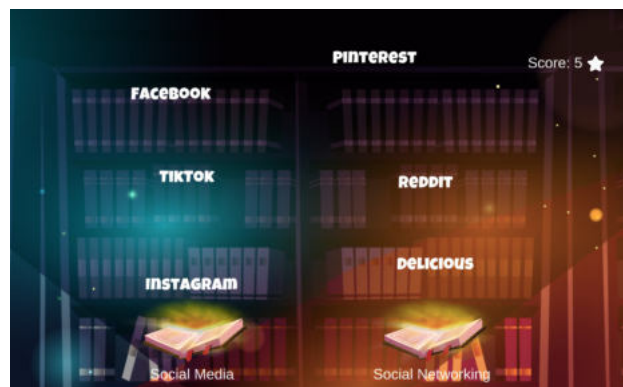 PINTEREST
Score: 5
FACEBOOK
TIKTOK
REDDIT
DELICIOUS
INSTAGRAM
Social Media
Social Networking